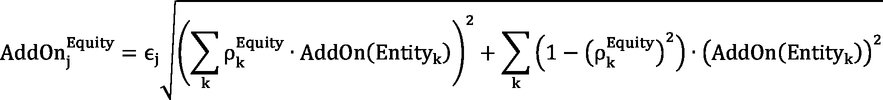 AddOn_j^Equity = ϵ_j √((∑_k ρ_k^Equity · AddOn(Entity_k))^2 + ∑_k (1 − (ρ_k^Equity)^2) · (AddOn(Entity_k))^2)